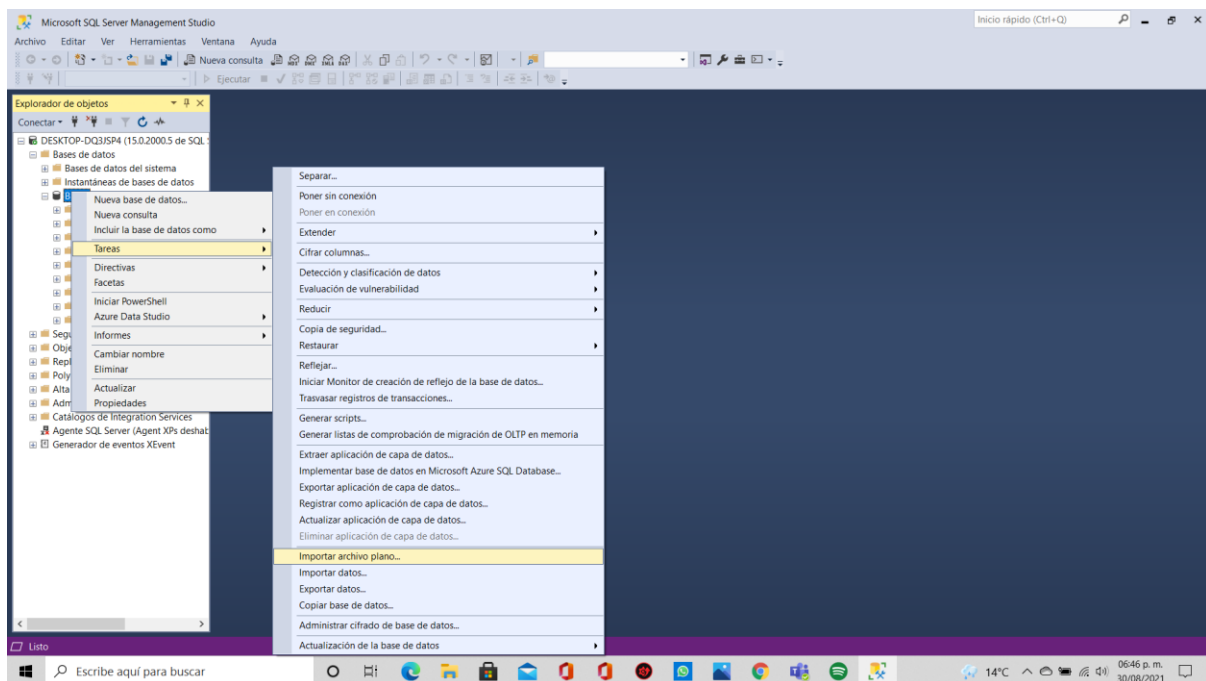 Microsoft SQL Server Management Studio
Inicio rápido (Ctrl+Q)
Archivo Editar Ver Herramientas Ventana Ayuda
Nueva consulta
Ejecutar
Explorador de objetos
Conectar
DESKTOP-DQ3JSP4 (15.0.2000.5 de SQL
Bases de datos
Bases de datos del sistema
Instantáneas de bases de datos
Segu
Obje
Repl
Poly
Alta
Adm
Catálogos de Integration Services
Agente SQL Server (Agent XPs deshat
Generador de eventos XEvent
Nueva base de datos...
Nueva consulta
Incluir la base de datos como
Tareas
Directivas
Facetas
Iniciar PowerShell
Azure Data Studio
Informes
Cambiar nombre
Eliminar
Actualizar
Propiedades
Separar...
Poner sin conexión
Poner en conexión
Extender
Cifrar columnas...
Detección y clasificación de datos
Evaluación de vulnerabilidad
Reducir
Copia de seguridad...
Restaurar
Reflejar...
Iniciar Monitor de creación de reflejo de la base de datos...
Trasvasar registros de transacciones...
Generar scripts...
Generar listas de comprobación de migración de OLTP en memoria
Extraer aplicación de capa de datos...
Implementar base de datos en Microsoft Azure SQL Database...
Exportar aplicación de capa de datos...
Registrar como aplicación de capa de datos...
Actualizar aplicación de capa de datos...
Eliminar aplicación de capa de datos...
Importar archivo plano...
Importar datos...
Exportar datos...
Copiar base de datos...
Administrar cifrado de base de datos...
Actualización de la base de datos
Listo
Escribe aquí para buscar
14°C
06:46 p. m.
30/08/2021